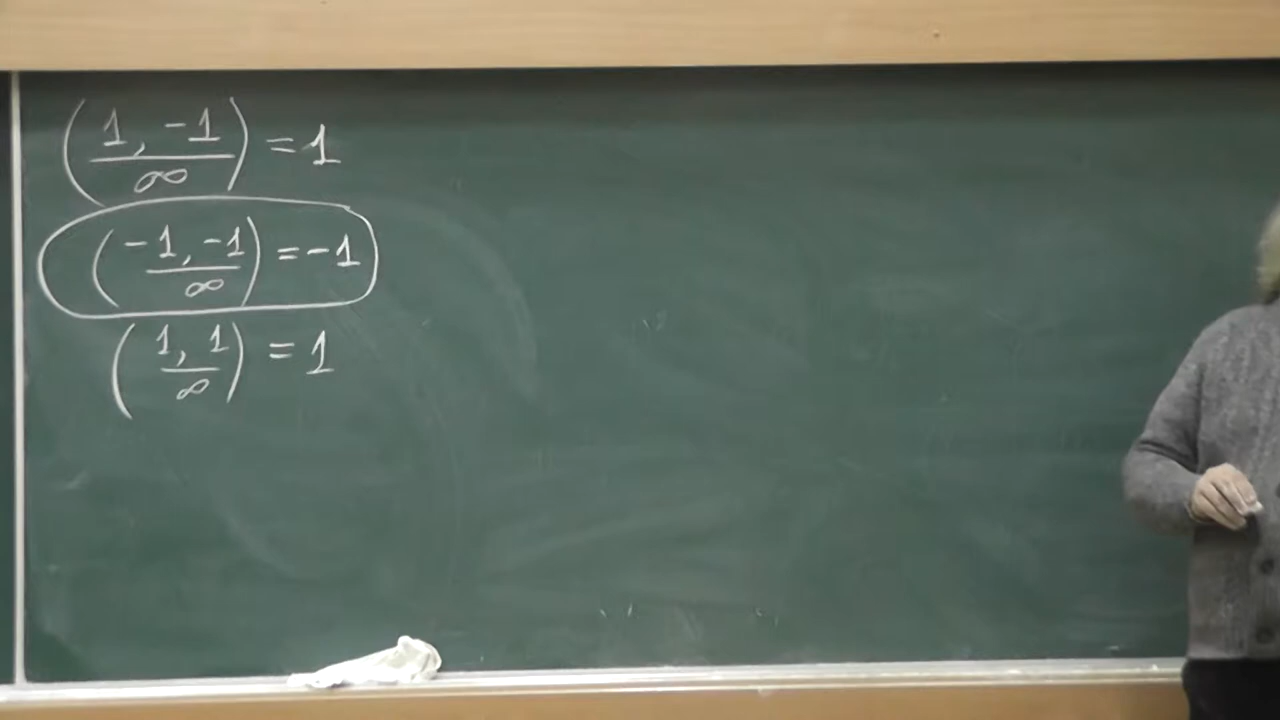 (1, -1 / ∞) = 1
(-1, -1 / ∞) = -1
(1, 1 / ∞) = 1